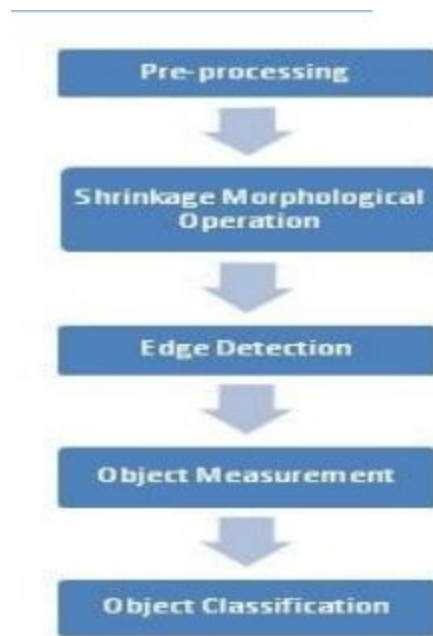 Pre-processing
Shrinkage Morphological
Operation
Edge Detection
Object Measurement
Object Classification